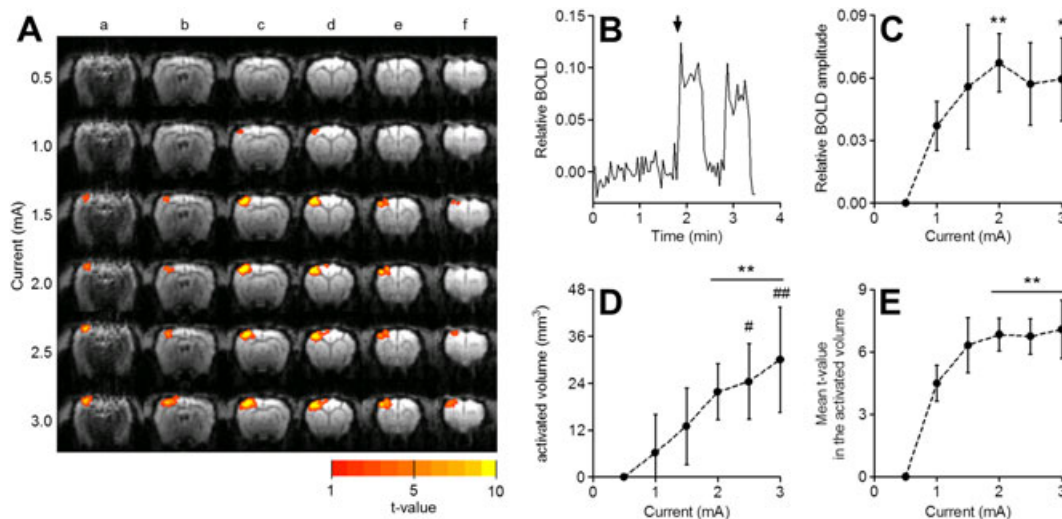 A
a b c d e f
Current (mA)
0.5
1.0
1.5
2.0
2.5
3.0
1 5 10
t-value
B
Relative BOLD
0.15
0.10
0.05
0.00
0 1 2 3 4
Time (min)
C
Relative BOLD amplitude
0.09
0.06
0.03
0.00
** *
0 1 2 3
Current (mA)
D
activated volume (mm³)
48
36
24
12
0
**
#
##
0 1 2 3
Current (mA)
E
Mean t-value
in the activated volume
9
6
3
0
**
0 1 2 3
Current (mA)